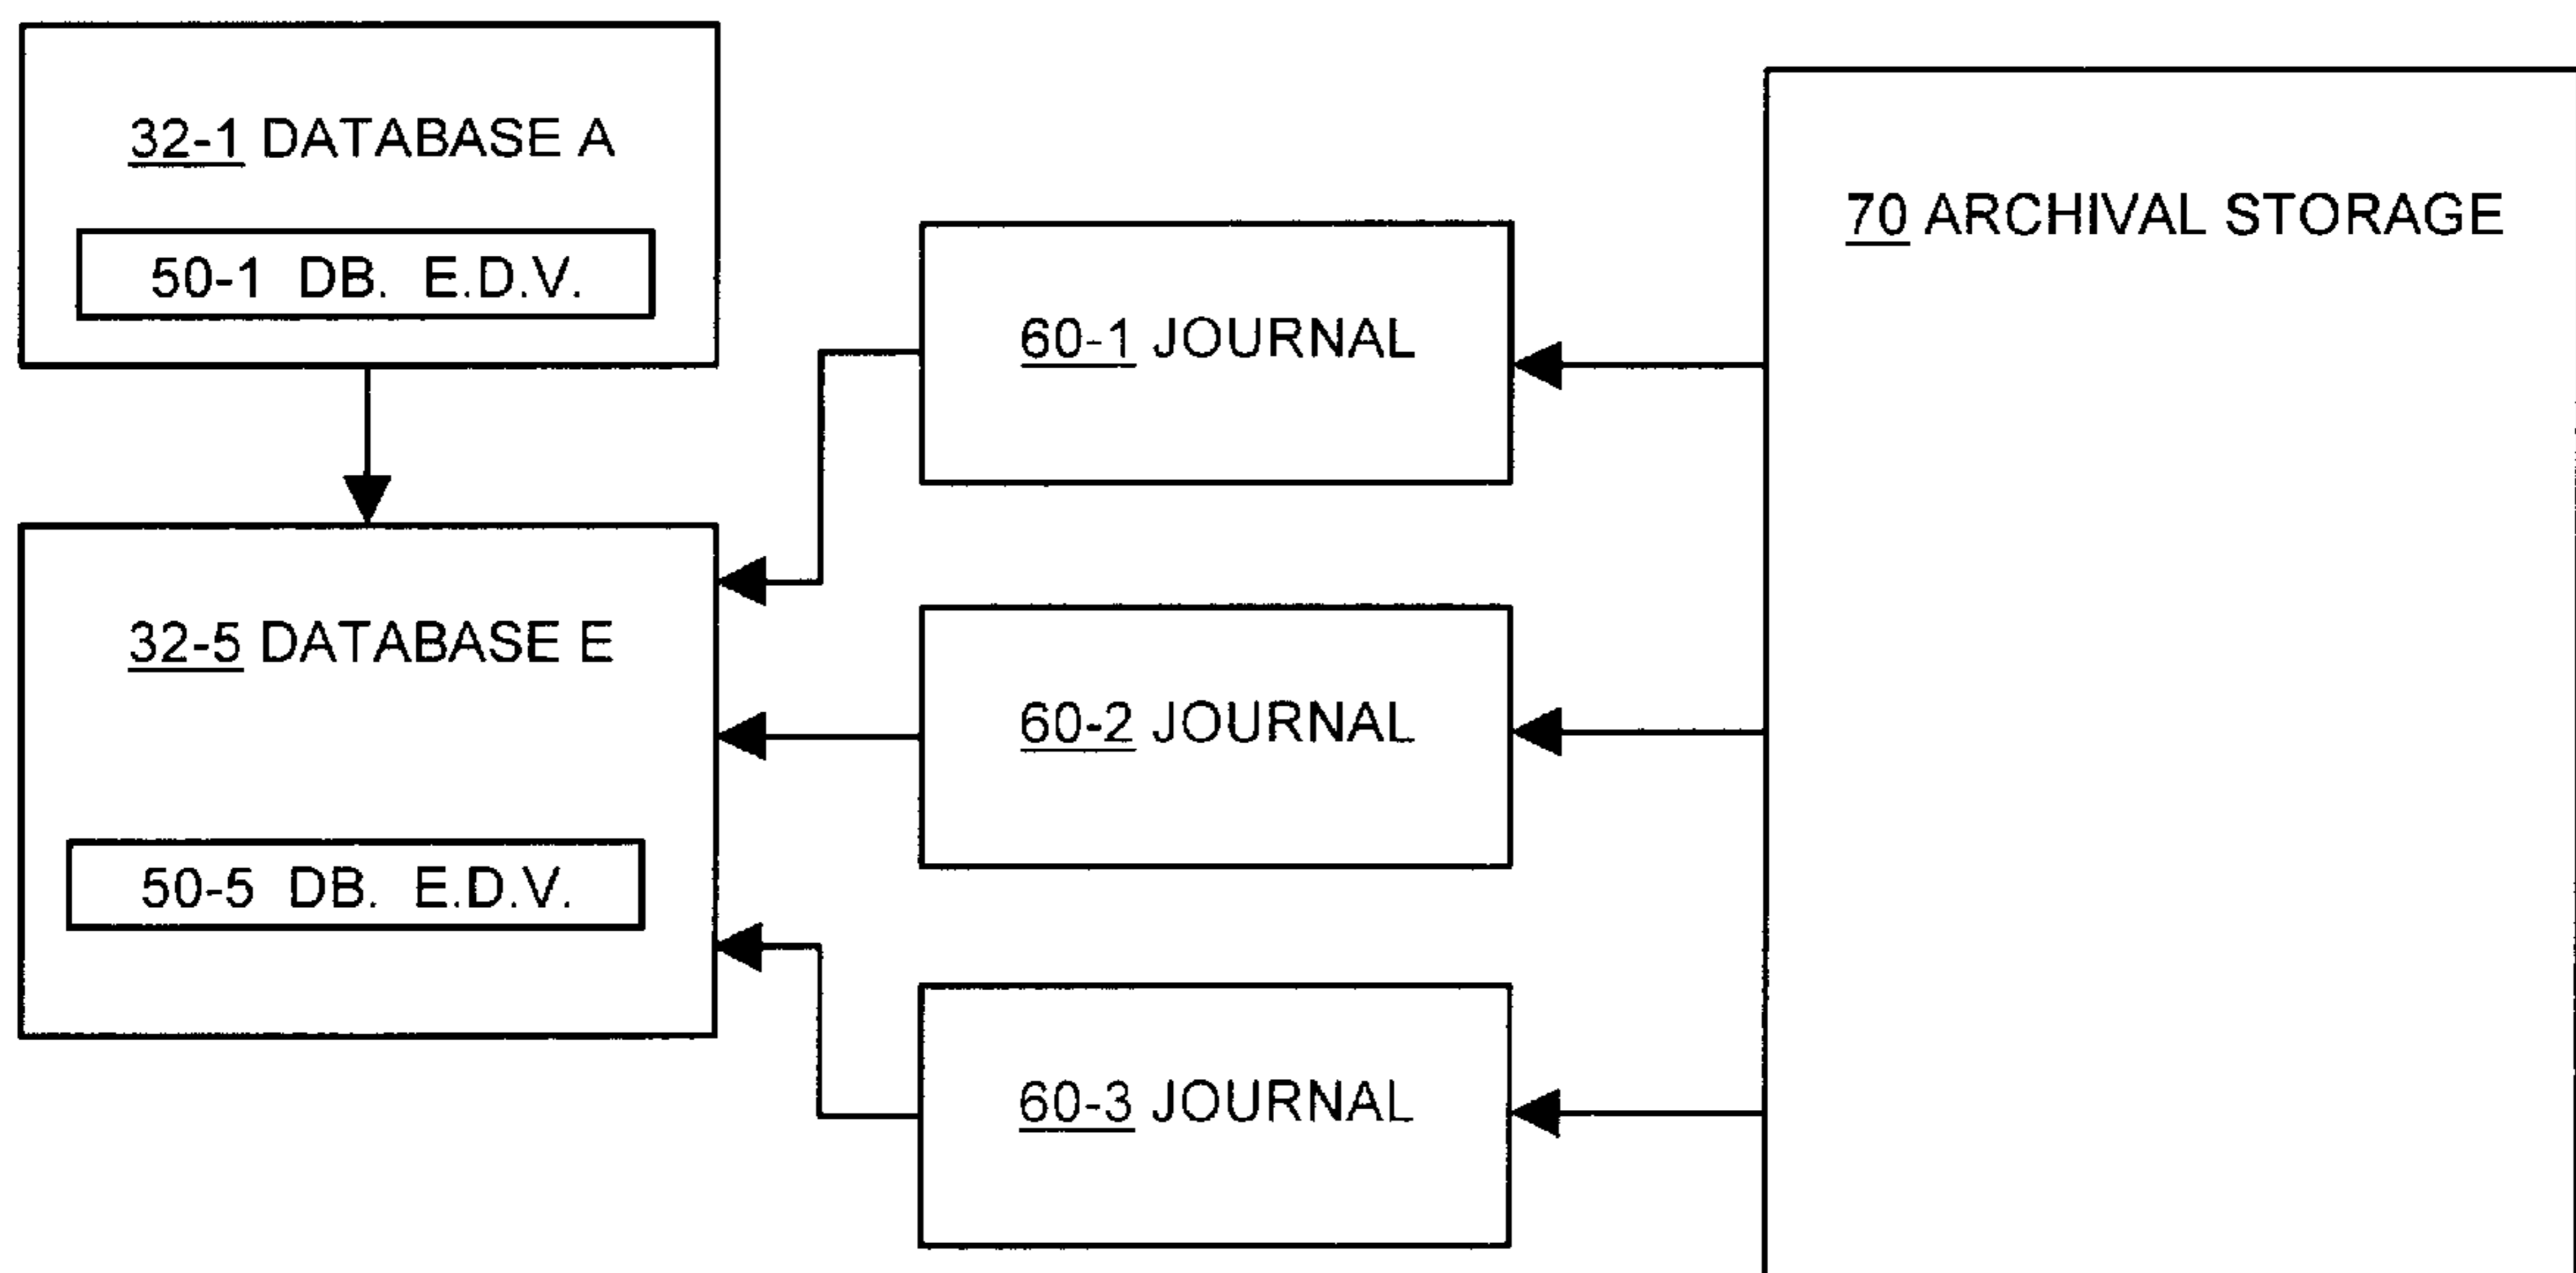 32-1 DATABASE A
50-1 DB. E.D.V.
32-5 DATABASE E
50-5 DB. E.D.V.
60-1 JOURNAL
60-2 JOURNAL
60-3 JOURNAL
70 ARCHIVAL STORAGE